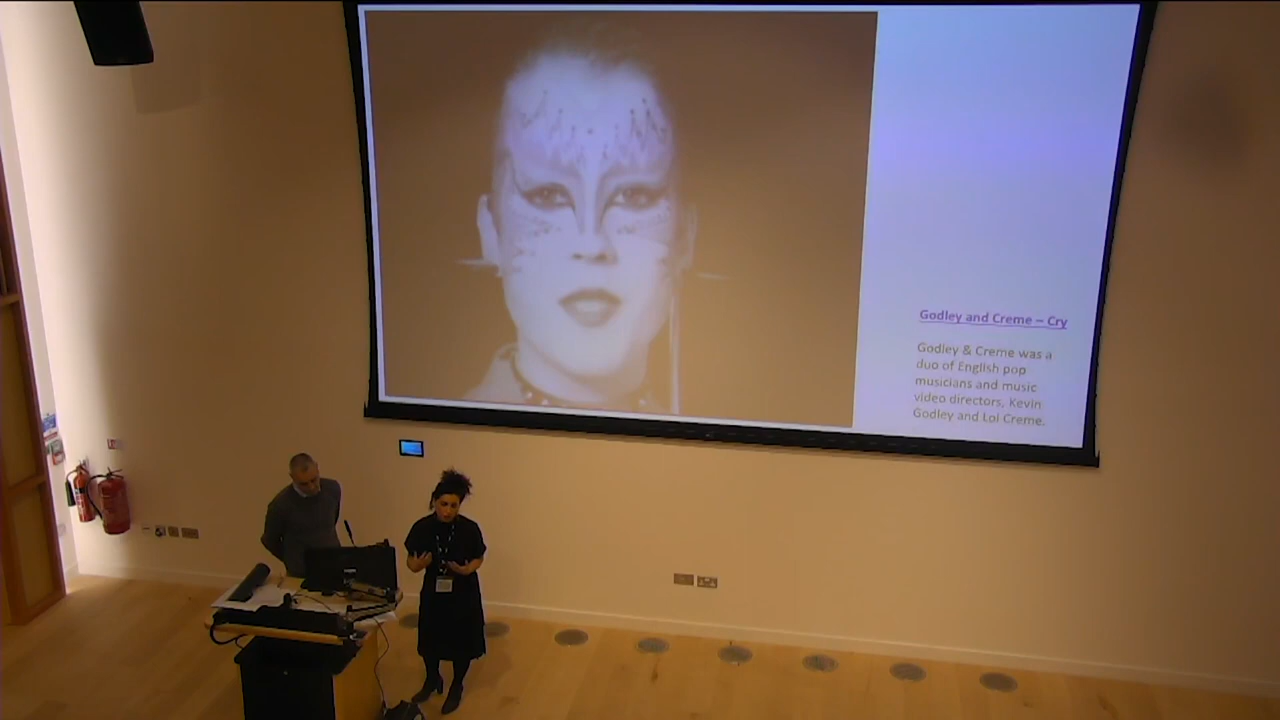 Godley and Creme – Cry
Godley & Creme was a
duo of English pop
musicians and music
video directors, Kevin
Godley and Lol Creme.